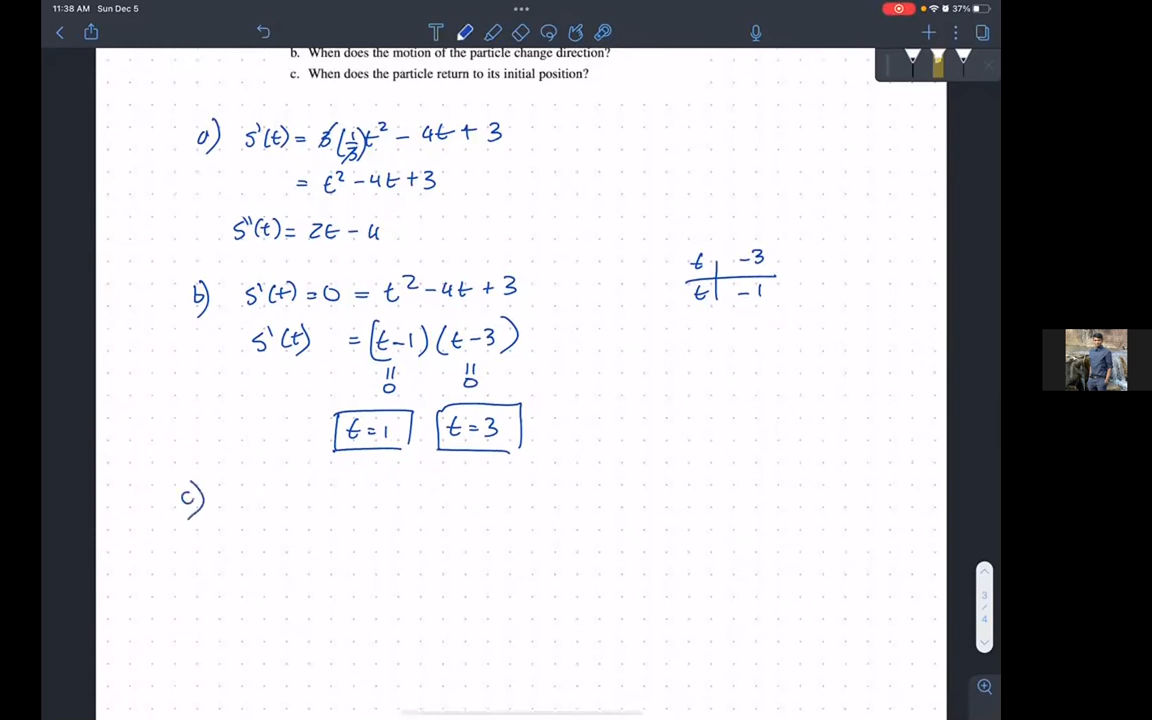 11:38 AM Sun Dec 5
37%
T
b. When does the motion of the particle change direction?
c. When does the particle return to its initial position?
a) s'(t) = 3(1/3)t² - 4t + 3
= t² - 4t + 3
s''(t) = 2t - 4
t | -3
t | -1
b) s'(t) = 0 = t² - 4t + 3
s'(t) = (t-1)(t-3)
= 0 = 0
t = 1 t = 3
c)
3
/
4